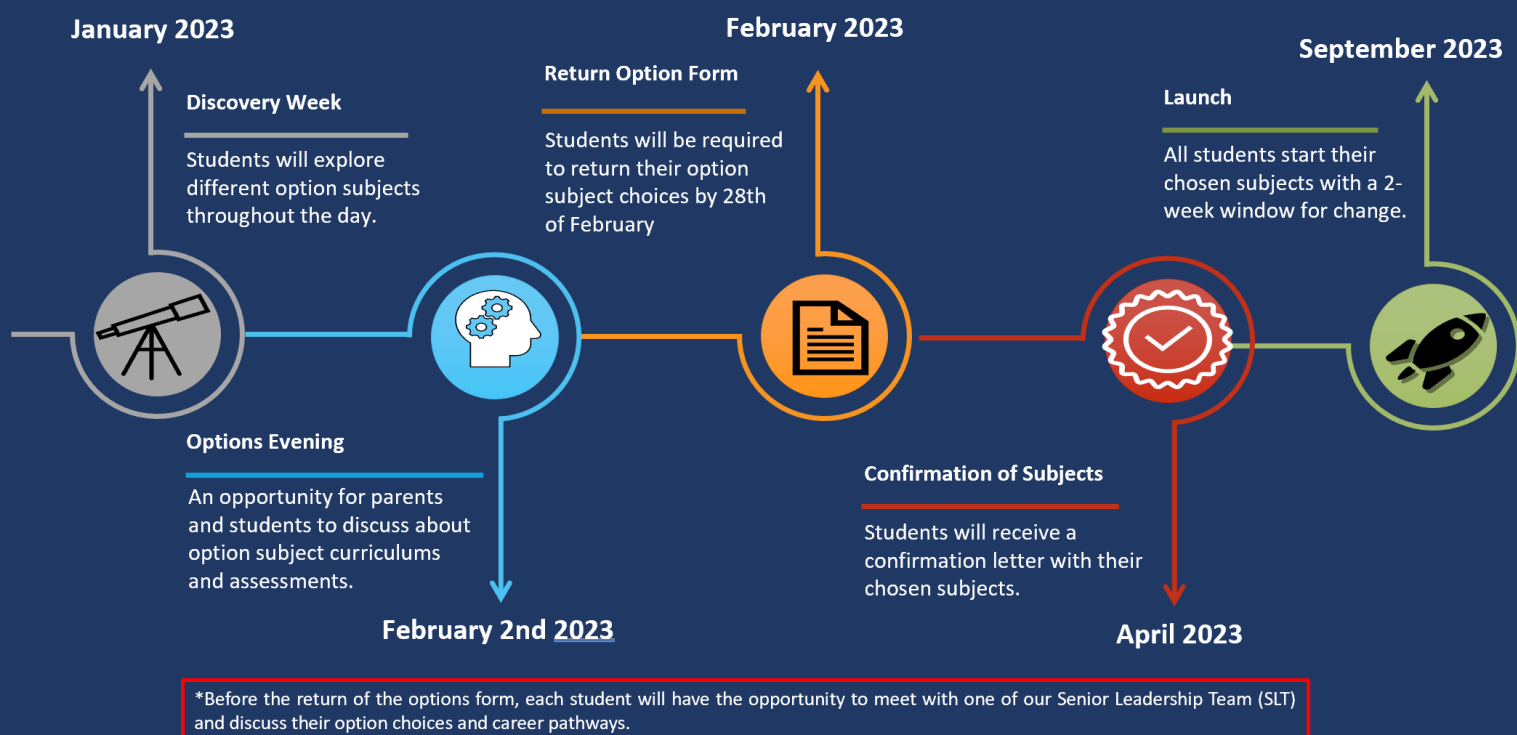 January 2023
Discovery Week
Students will explore
different option subjects
throughout the day.
Options Evening
An opportunity for parents
and students to discuss about
option subject curriculums
and assessments.
February 2nd 2023
February 2023
Return Option Form
Students will be required
to return their option
subject choices by 28th
of February
Confirmation of Subjects
Students will receive a
confirmation letter with their
chosen subjects.
April 2023
September 2023
Launch
All students start their
chosen subjects with a 2-
week window for change.
*Before the return of the options form, each student will have the opportunity to meet with one of our Senior Leadership Team (SLT)
and discuss their option choices and career pathways.